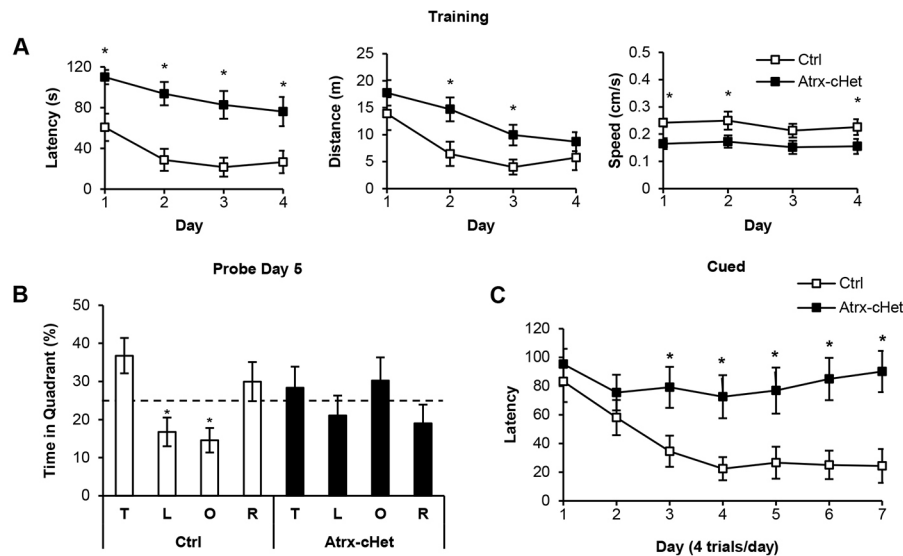 Training
A
Latency (s)
120
80
40
0
* * * *
1 2 3 4
Day
Distance (m)
25
20
15
10
5
0
* *
1 2 3 4
Day
Speed (cm/s)
0.5
0.4
0.3
0.2
0.1
0
Ctrl
Atrx-cHet
* * *
1 2 3 4
Day
Probe Day 5
B
Time in Quadrant (%)
50
40
30
20
10
0
* *
T L O R T L O R
Ctrl Atrx-cHet
Cued
C
Ctrl
Atrx-cHet
Latency
120
100
80
60
40
20
0
* * * * *
1 2 3 4 5 6 7
Day (4 trials/day)